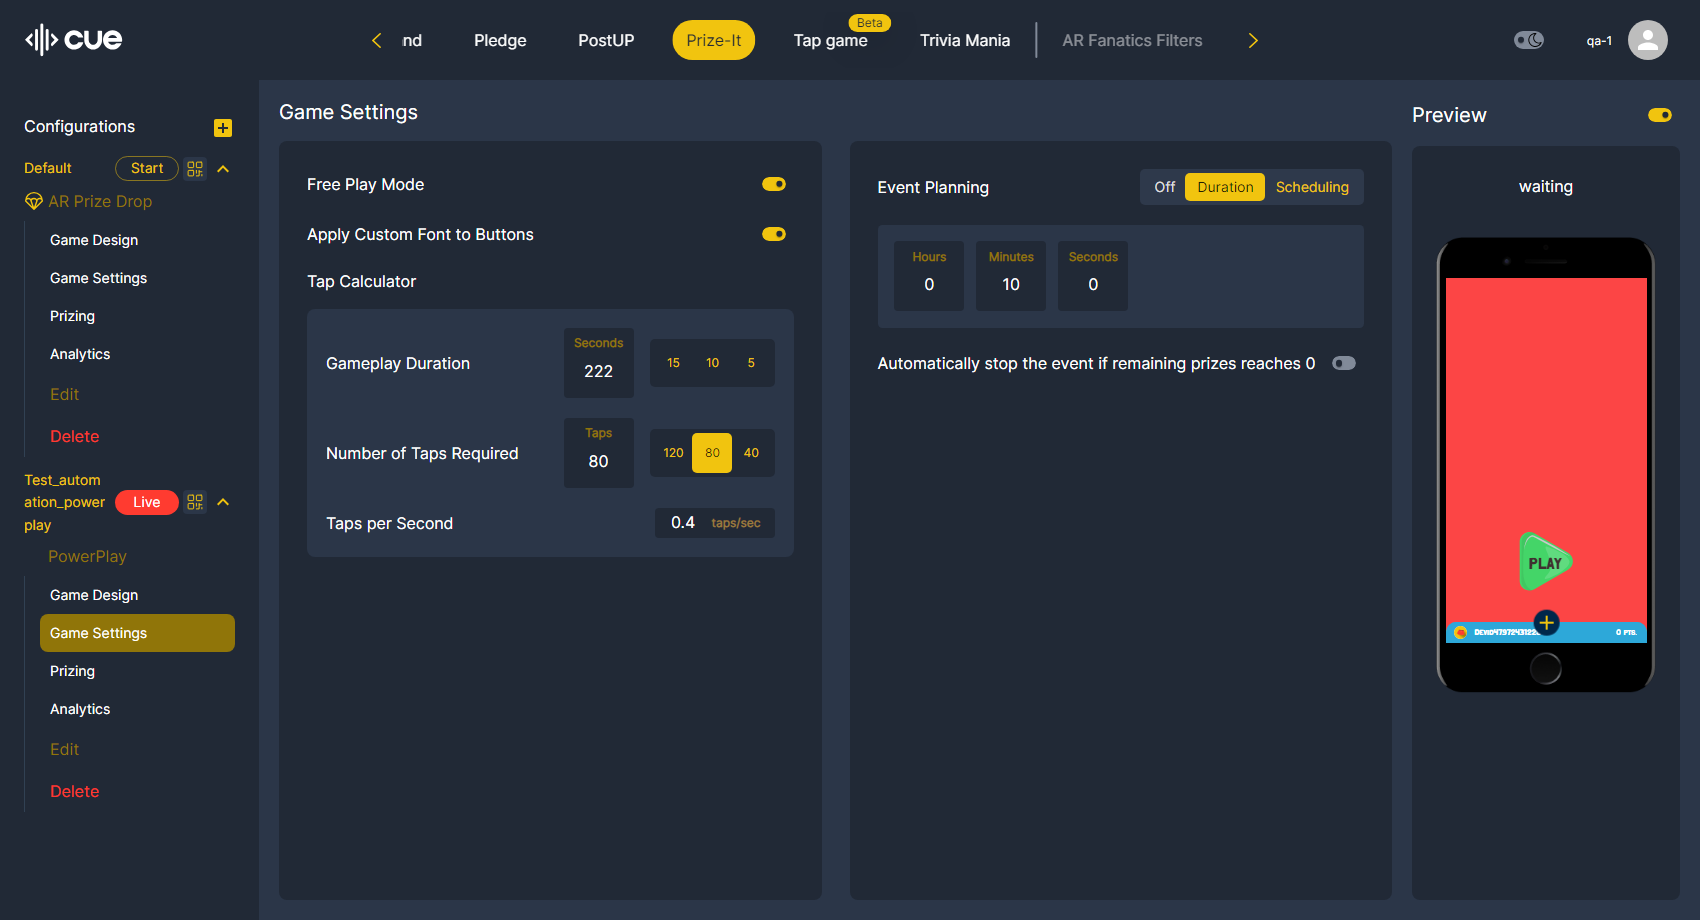 cue
nd
Pledge
PostUP
Prize-It
Beta
Tap game
Trivia Mania
AR Fanatics Filters
qa-1
Configurations
Default
Start
AR Prize Drop
Game Design
Game Settings
Prizing
Analytics
Edit
Delete
Test_autom
ation_power
play
Live
PowerPlay
Game Design
Game Settings
Prizing
Analytics
Edit
Delete
Game Settings
Free Play Mode
Apply Custom Font to Buttons
Tap Calculator
Gameplay Duration
Seconds
222
15 10 5
Number of Taps Required
Taps
80
120 80 40
Taps per Second
0.4 taps/sec
Event Planning
Off Duration Scheduling
Hours Minutes Seconds
0 10 0
Automatically stop the event if remaining prizes reaches 0
Preview
waiting
PLAY
0 PTS.